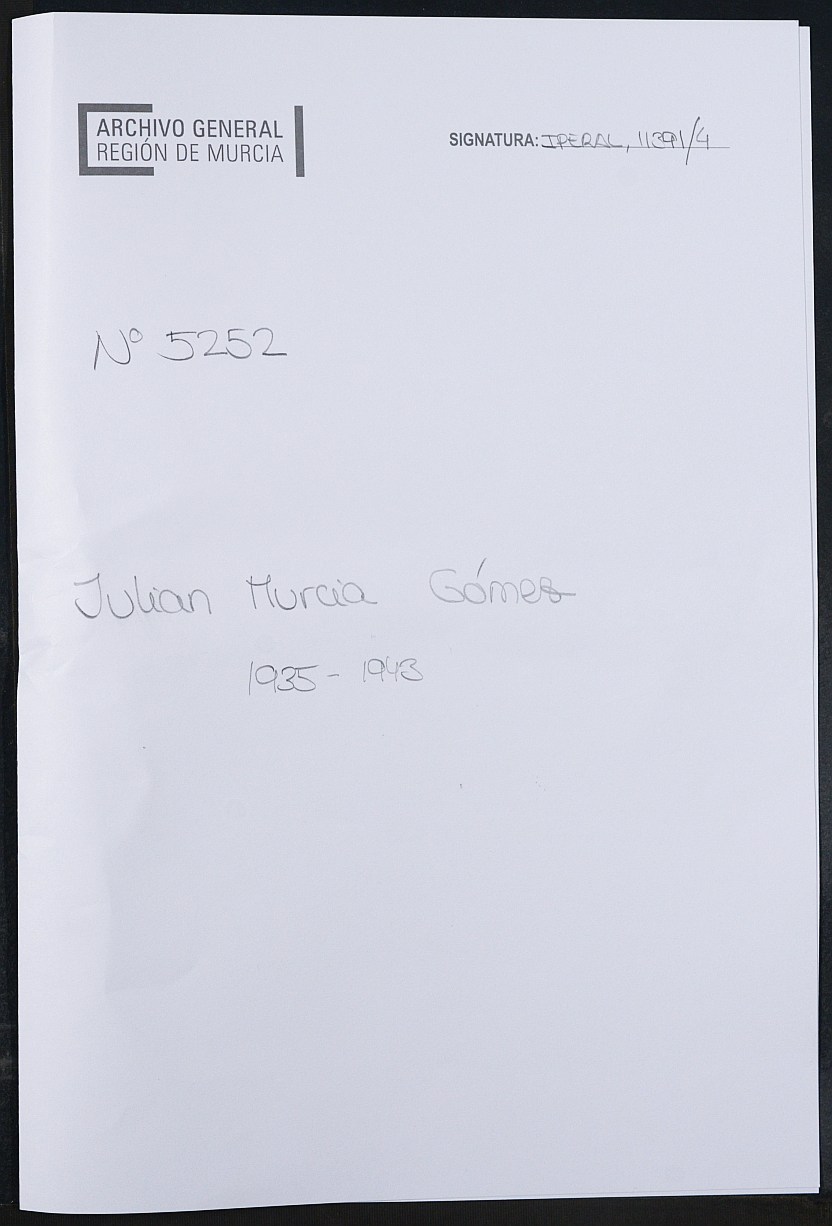 ARCHIVO GENERAL
REGIÓN DE MURCIA
SIGNATURA: IPERAL, 11391/4
Nº 5252
Julian Murcia Gómez
1935 - 1943